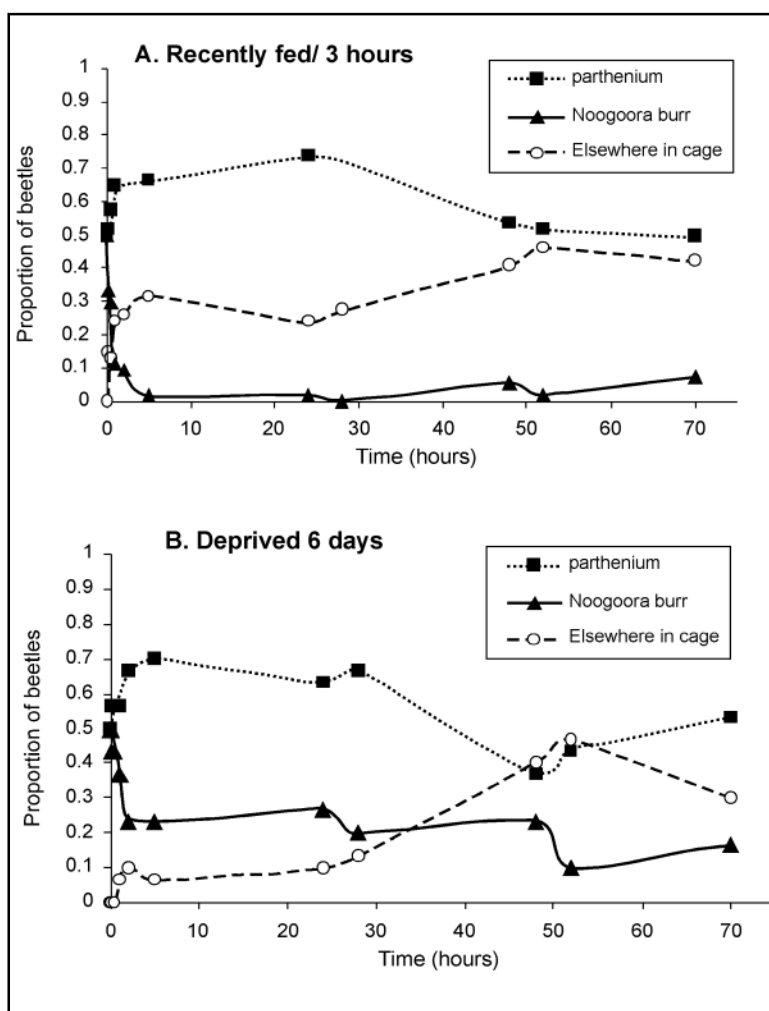 A. Recently fed/ 3 hours
parthenium
Noogoora burr
Elsewhere in cage
Proportion of beetles
1
0.9
0.8
0.7
0.6
0.5
0.4
0.3
0.2
0.1
0
0 10 20 30 40 50 60 70
Time (hours)
B. Deprived 6 days
parthenium
Noogoora burr
Elsewhere in cage
Proportion of beetles
1
0.9
0.8
0.7
0.6
0.5
0.4
0.3
0.2
0.1
0
0 10 20 30 40 50 60 70
Time (hours)